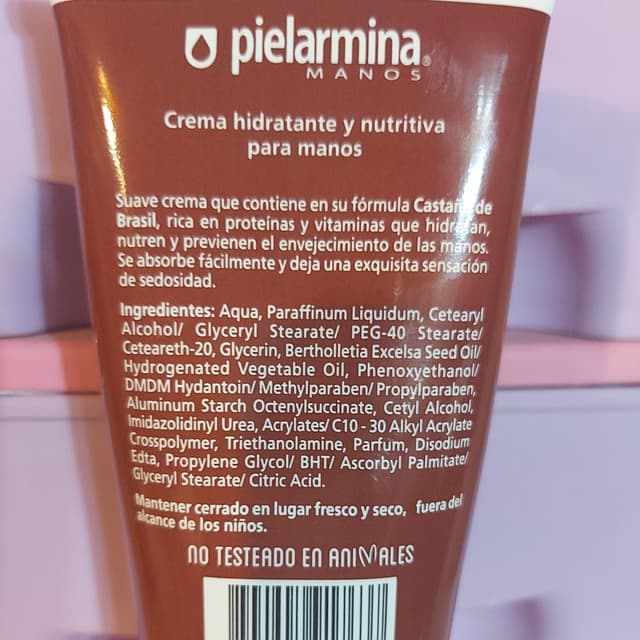 pielarmina®
MANOS
Crema hidratante y nutritiva
para manos
Suave crema que contiene en su fórmula Castaña de
Brasil, rica en proteínas y vitaminas que hidratan,
nutren y previenen el envejecimiento de las manos.
Se absorbe fácilmente y deja una exquisita sensación
de sedosidad.
Ingredientes: Aqua, Paraffinum Liquidum, Cetearyl
Alcohol/ Glyceryl Stearate/ PEG-40 Stearate/
Ceteareth-20, Glycerin, Bertholletia Excelsa Seed Oil/
Hydrogenated Vegetable Oil, Phenoxyethanol/
DMDM Hydantoin/ Methylparaben/ Propylparaben,
Aluminum Starch Octenylsuccinate, Cetyl Alcohol,
Imidazolidinyl Urea, Acrylates/ C10 - 30 Alkyl Acrylate
Crosspolymer, Triethanolamine, Parfum, Disodium
Edta, Propylene Glycol/ BHT/ Ascorbyl Palmitate/
Glyceryl Stearate/ Citric Acid.
Mantener cerrado en lugar fresco y seco, fuera del
alcance de los niños.
NO TESTEADO EN ANIMALES